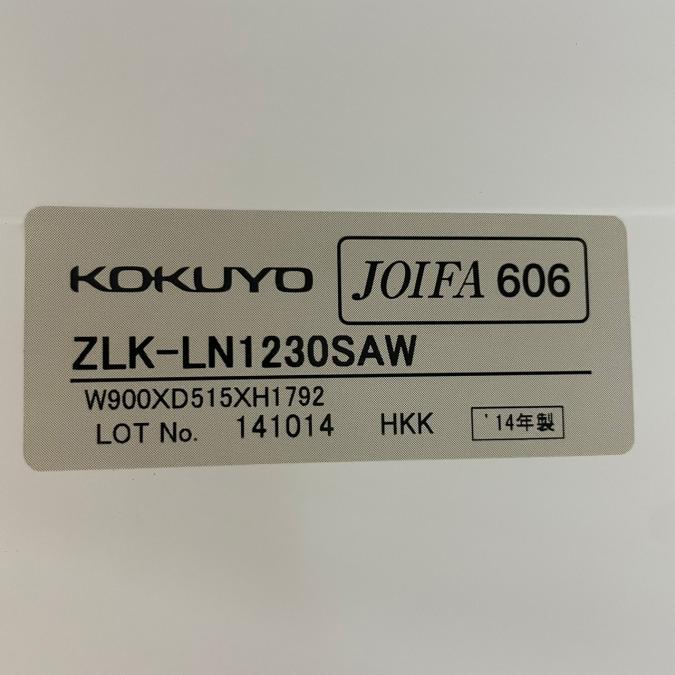 KOKUYO JOIFA 606
ZLK-LN1230SAW
W900XD515XH1792
LOT No. 141014 HKK '14年製